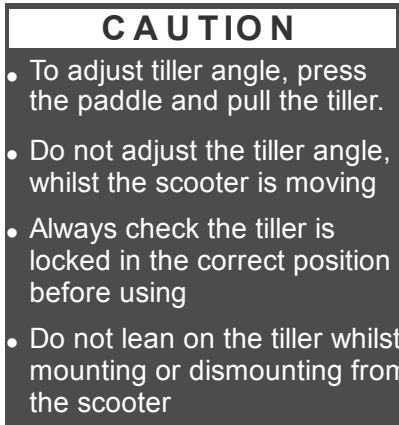 CAUTION
• To adjust tiller angle, press
the paddle and pull the tiller.
• Do not adjust the tiller angle,
whilst the scooter is moving
• Always check the tiller is
locked in the correct position
before using
• Do not lean on the tiller whilst
mounting or dismounting from
the scooter